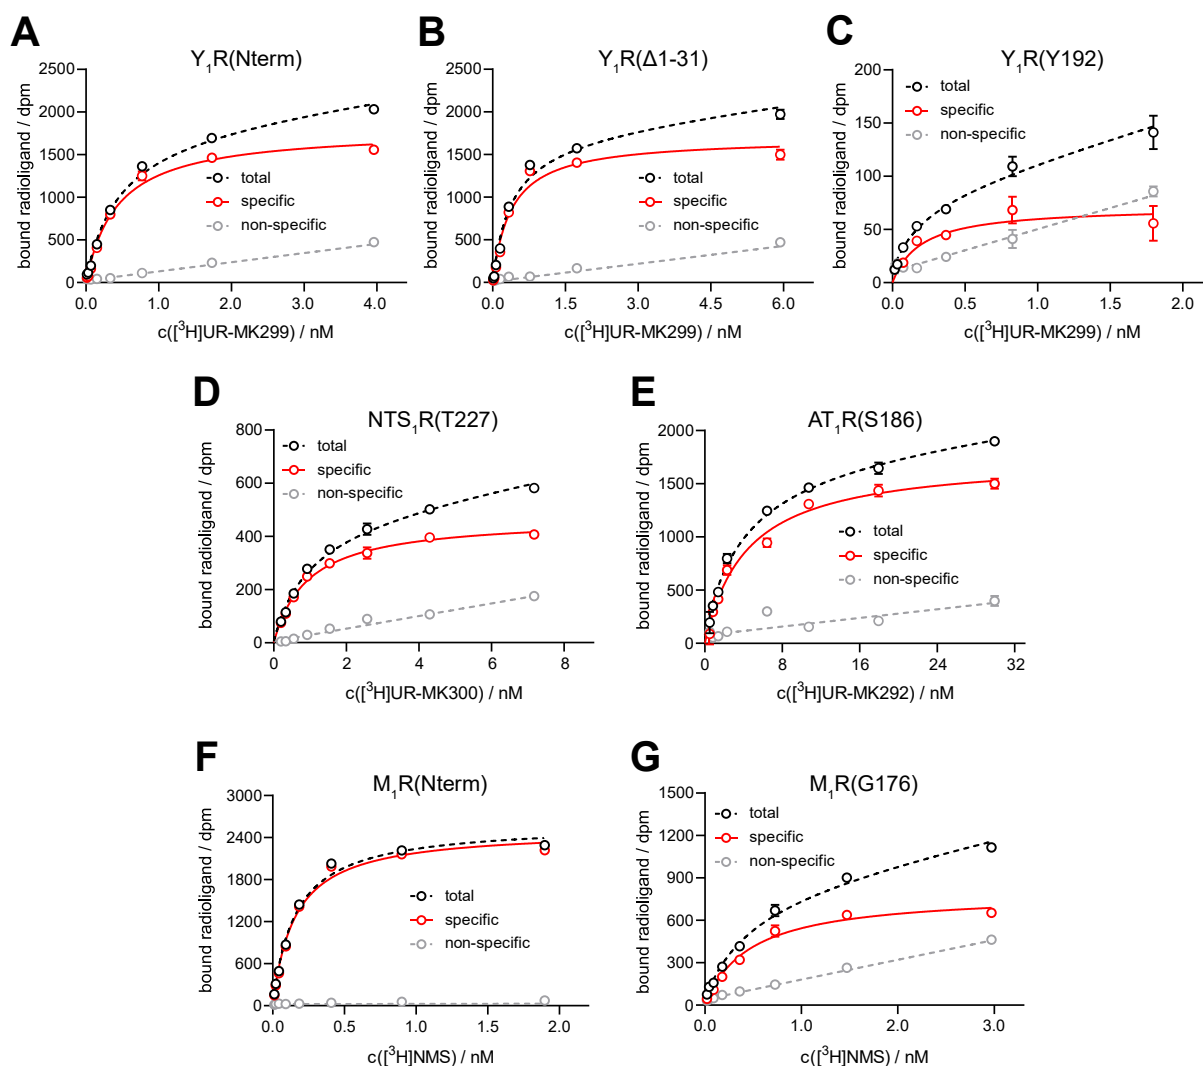 A
Y₁R(Nterm)
bound radioligand / dpm
2500
2000
1500
1000
500
0
total
specific
non-specific
0.0 1.0 2.0 3.0 4.0
c([³H]UR-MK299) / nM
B
Y₁R(Δ1-31)
bound radioligand / dpm
2500
2000
1500
1000
500
0
total
specific
non-specific
0.0 1.5 3.0 4.5 6.0
c([³H]UR-MK299) / nM
C
Y₁R(Y192)
bound radioligand / dpm
200
150
100
50
0
total
specific
non-specific
0.0 0.5 1.0 1.5 2.0
c([³H]UR-MK299) / nM
D
NTS₁R(T227)
bound radioligand / dpm
800
600
400
200
0
total
specific
non-specific
0 2 4 6 8
c([³H]UR-MK300) / nM
E
AT₁R(S186)
bound radioligand / dpm
2000
1500
1000
500
0
total
specific
non-specific
0 8 16 24 32
c([³H]UR-MK292) / nM
F
M₁R(Nterm)
bound radioligand / dpm
3000
2400
1800
1200
600
0
total
specific
non-specific
0.0 0.5 1.0 1.5 2.0
c([³H]NMS) / nM
G
M₁R(G176)
bound radioligand / dpm
1500
1200
900
600
300
0
total
specific
non-specific
0.0 1.0 2.0 3.0
c([³H]NMS) / nM